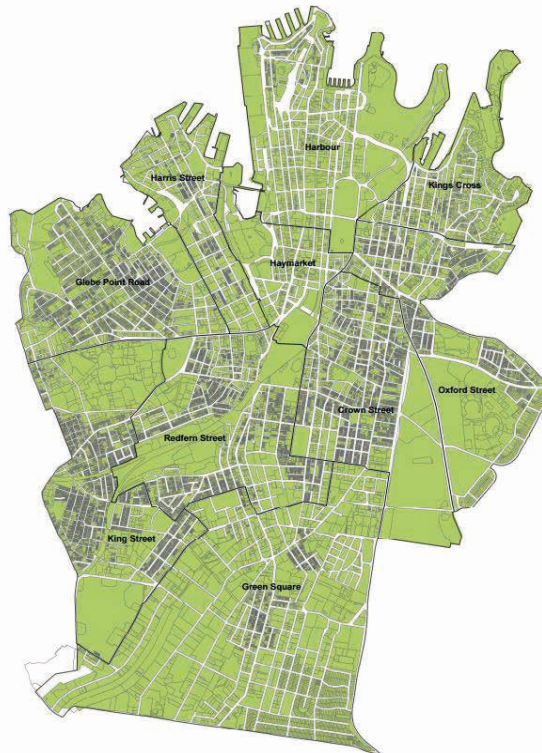 Harbour
Harris Street
Kings Cross
Haymarket
Glebe Point Road
Oxford Street
Crown Street
Redfern Street
King Street
Green Square